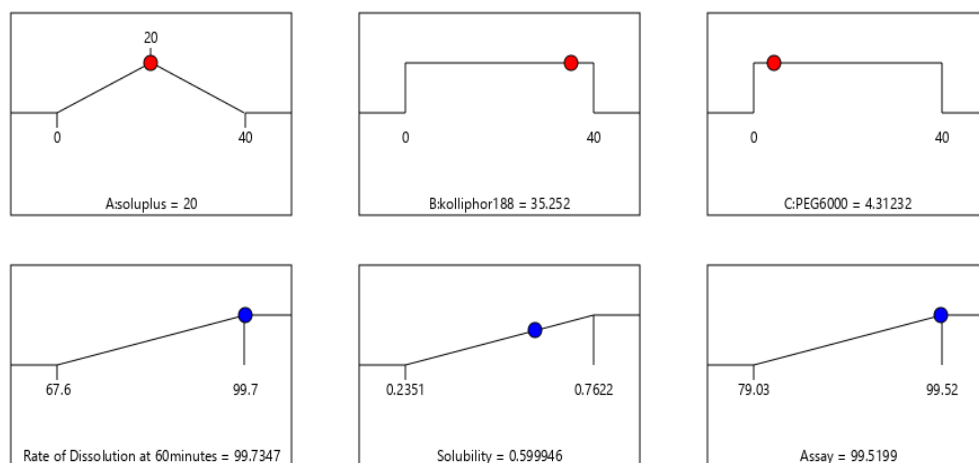 20
0 40
A:soluplus = 20
0 40
B:kolliphor188 = 35.252
0 40
C:PEG6000 = 4.31232
67.6 99.7
Rate of Dissolution at 60minutes = 99.7347
0.2351 0.7622
Solubility = 0.599946
79.03 99.52
Assay = 99.5199